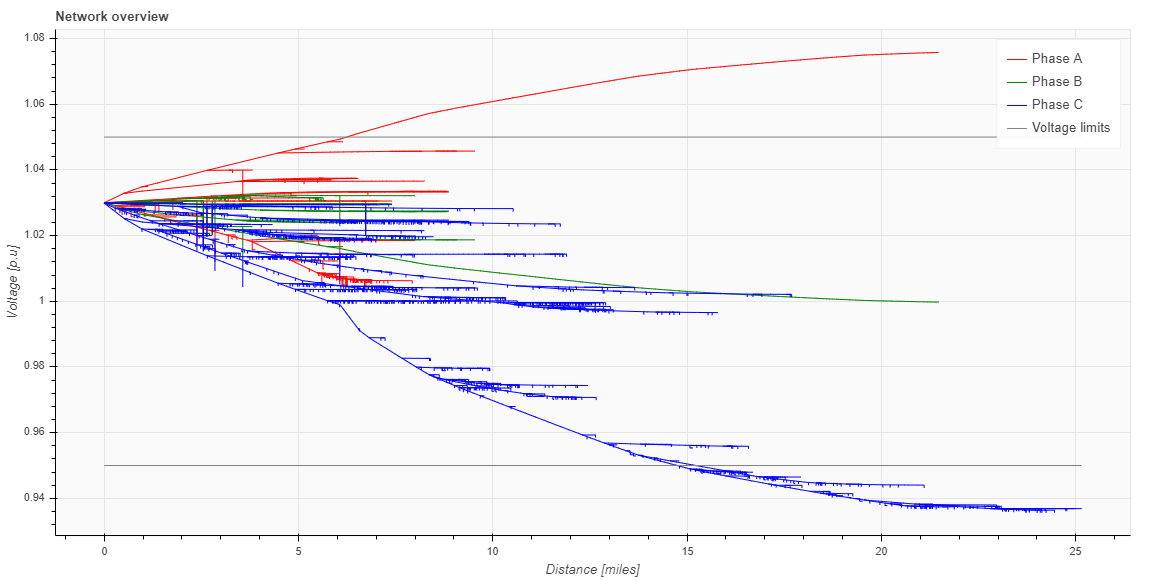 Network overview
1.08
1.06
1.04
1.02
1
0.98
0.96
0.94
Voltage [p.u]
Phase A
Phase B
Phase C
Voltage limits
0
5
10
15
20
25
Distance [miles]